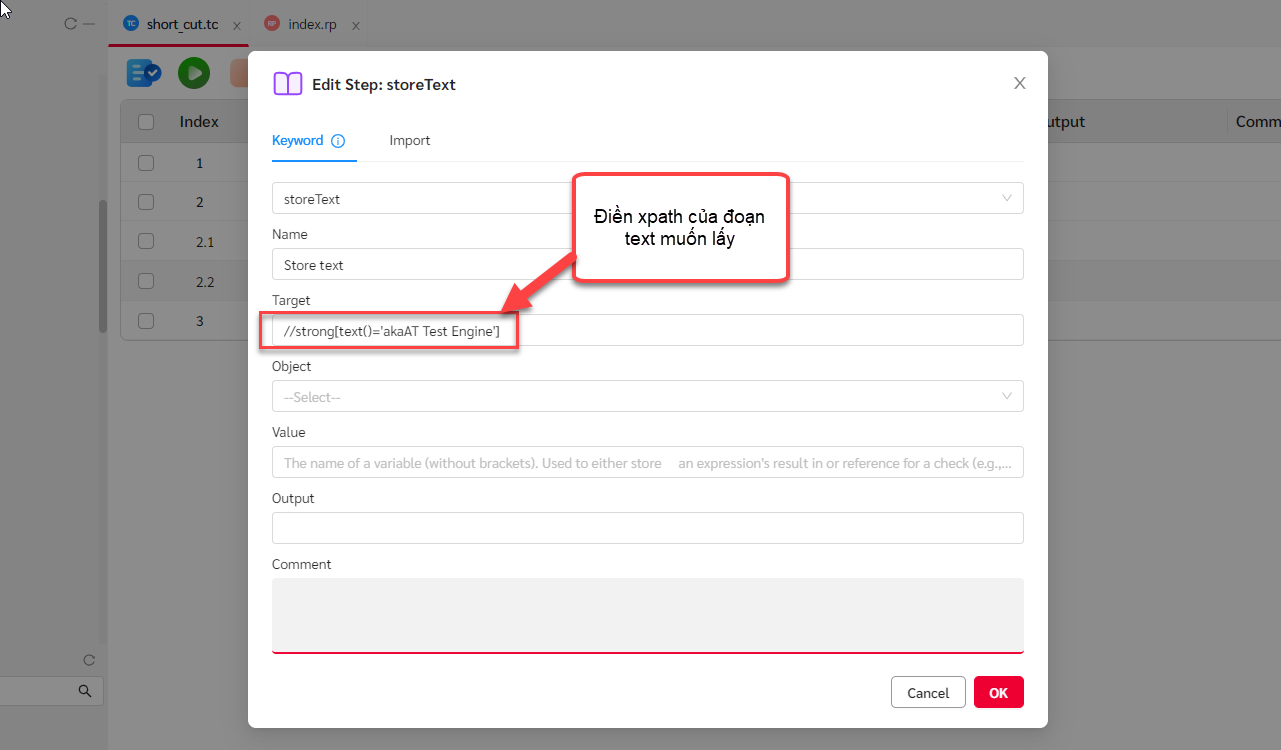 TC short_cut.tc
RP index.rp
Edit Step: storeText
Index
utput
Comm
Keyword
Import
1
storeText
2
Điền xpath của đoạn
text muốn lấy
Name
2.1
Store text
2.2
Target
3
//strong[text()='akaAT Test Engine']
Object
--Select--
Value
The name of a variable (without brackets). Used to either store an expression's result in or reference for a check (e.g.,...
Output
Comment
Cancel
OK